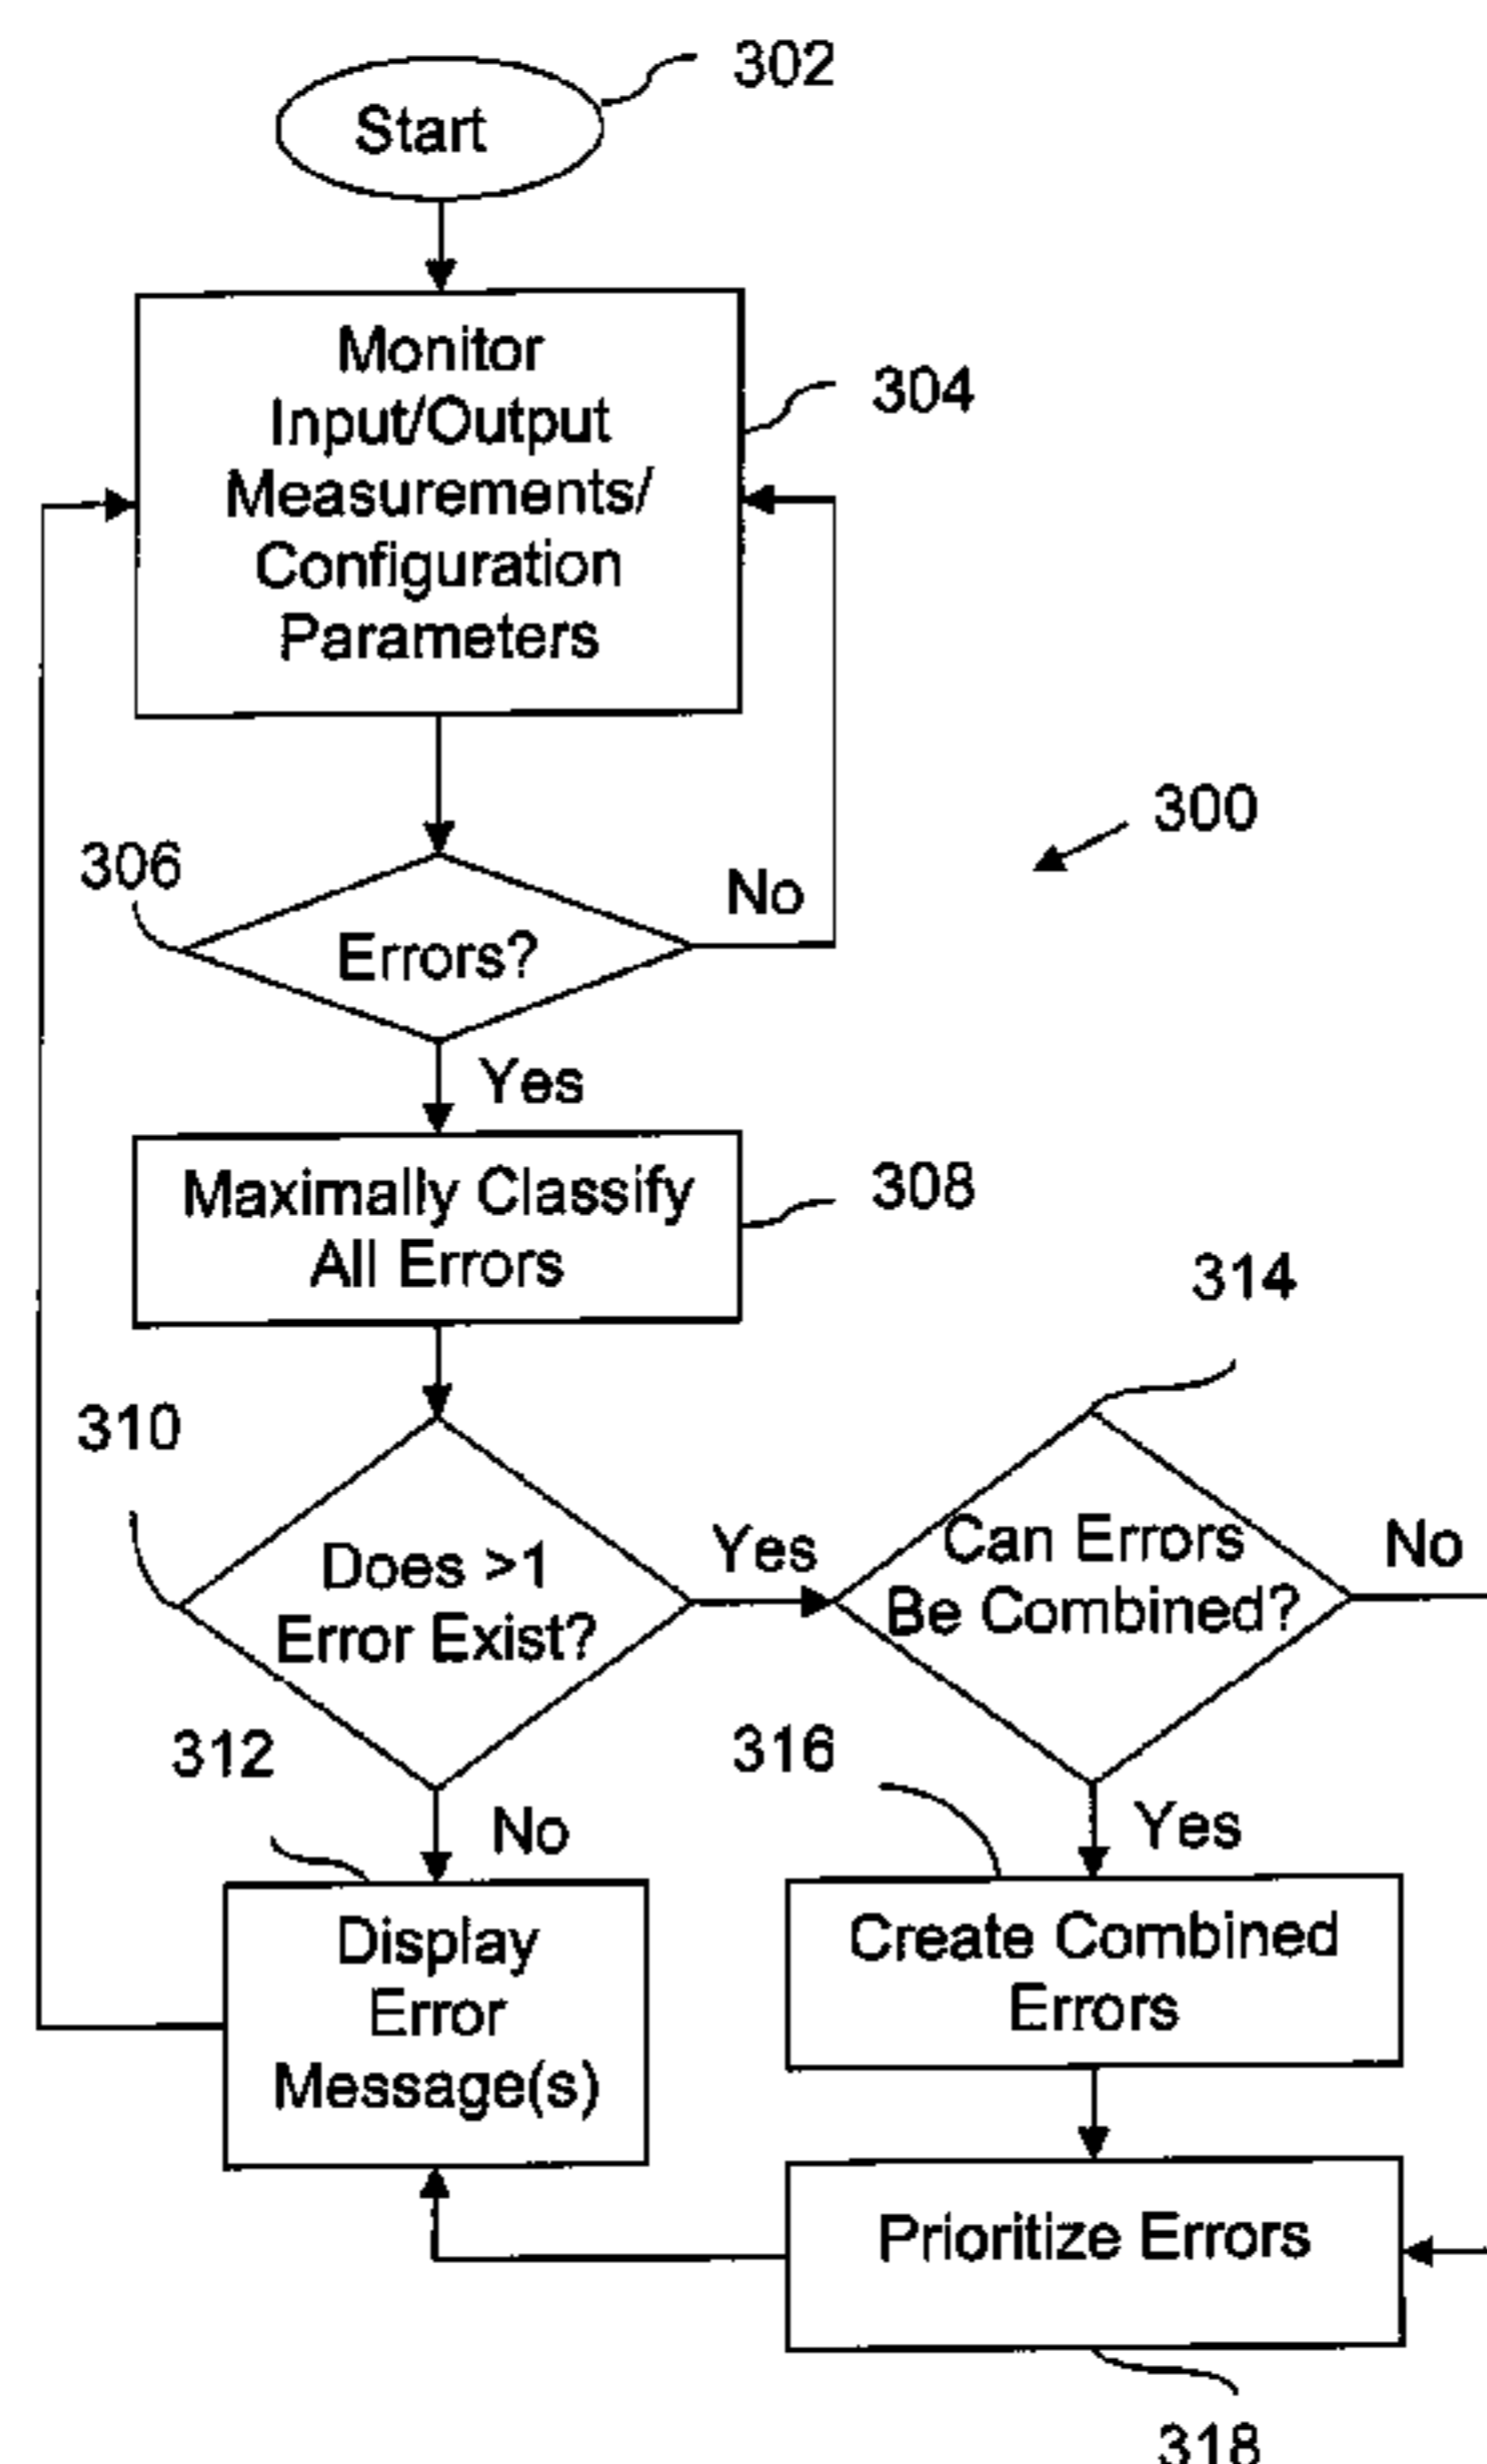 302
Start
Monitor
Input/Output
Measurements/
Configuration
Parameters
304
300
306
Errors?
No
Yes
Maximally Classify
All Errors
308
314
310
Does >1
Error Exist?
Yes
Can Errors
Be Combined?
No
312
No
316
Yes
Display
Error
Message(s)
Create Combined
Errors
Prioritize Errors
318